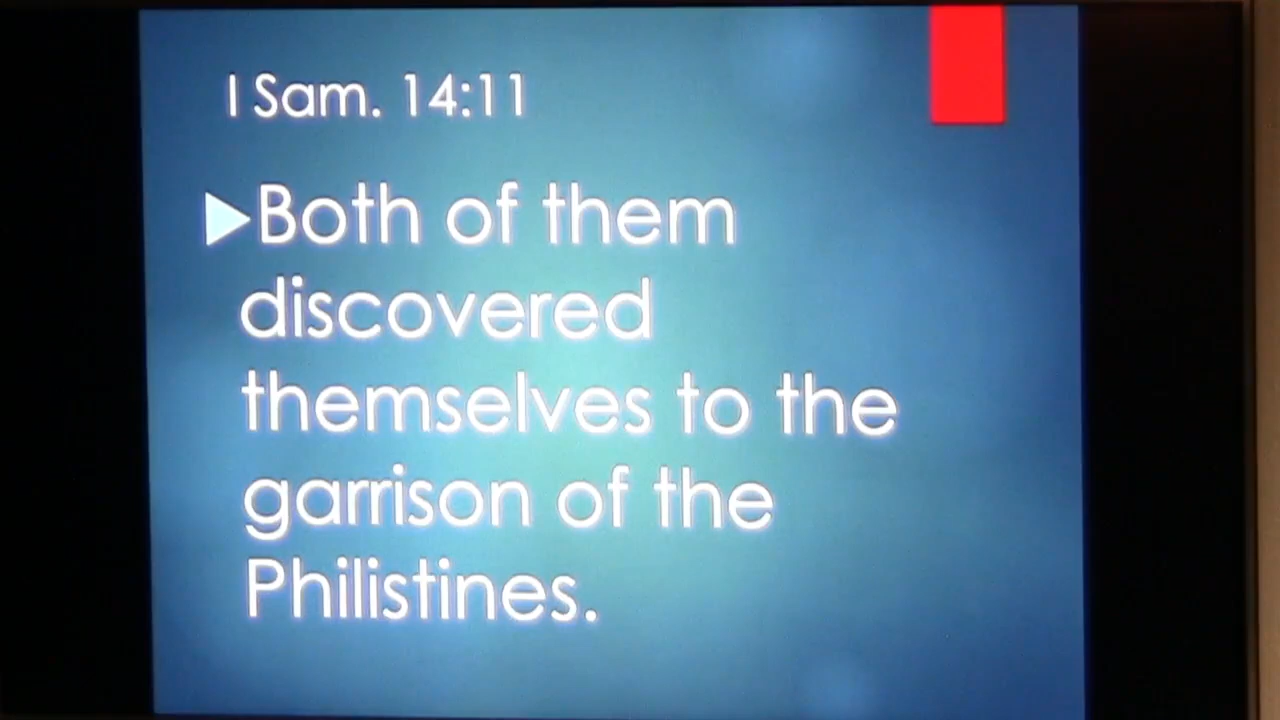 I Sam. 14:11
Both of them
discovered
themselves to the
garrison of the
Philistines.